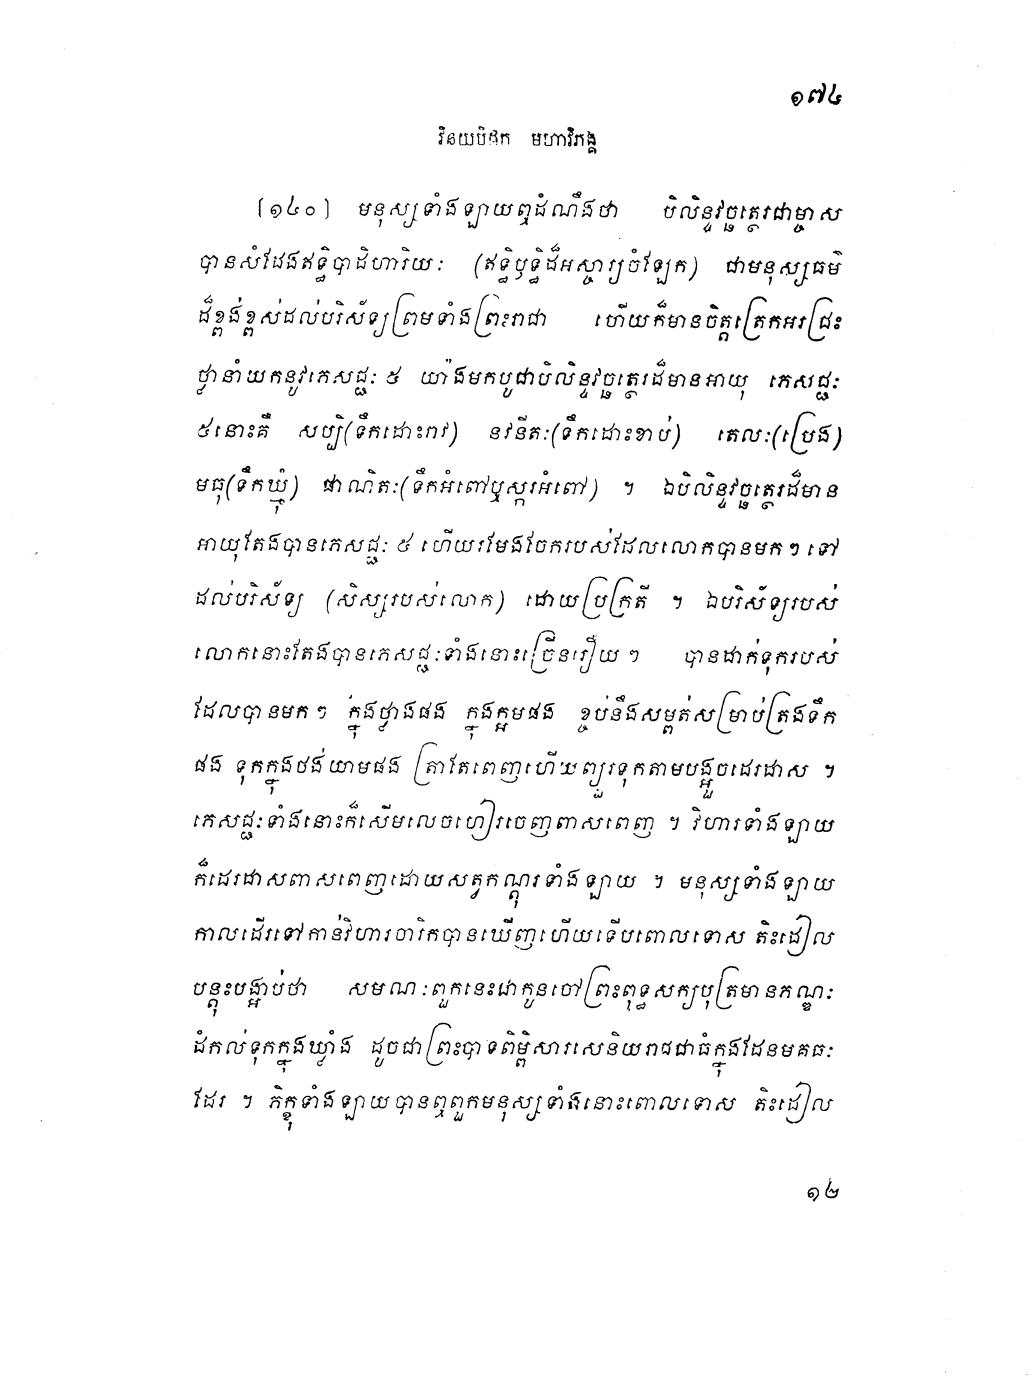 ១៧៤
វិនយបិដក មហាវិភង្គ
[១៤០] មនុស្សទាំងឡាយឮដំណឹងថា បិលិន្ទវច្ឆត្ថេរជាម្ចាស
បានសំដែងឥទ្ធិបាដិហារិយៈ (ឥទ្ធិឫទ្ធិដ៏អស្ចារ្យចំឡែក) ជាមនុស្សធម៌
ដ៏ខ្ពង់ខ្ពស់ដល់បរិស័ទ្យព្រមទាំងព្រះរាជា ហើយក៏មានចិត្តត្រេកអរជ្រះ
ថ្លានាំយកនូវភេសជ្ជៈ ៥ យ៉ាងមកបូជាបិលិន្ទវច្ឆត្ថេរដ៏មានអាយុ ភេសជ្ជៈ
៥នោះគឺ សប្បិ(ទឹកដោះរាវ) នវនីតៈ(ទឹកដោះខាប់) តេលៈ(ប្រេង)
មធុ(ទឹកឃ្មុំ) ផាណិតៈ(ទឹកអំពៅឬស្ករអំពៅ) ។ ឯបិលិន្ទវច្ឆត្ថេរដ៏មាន
អាយុតែងបានភេសជ្ជៈ ៥ ហើយរមែងចែករបស់ដែលលោកបានមកៗ ទៅ
ដល់បរិស័ទ្យ (សិស្សរបស់លោក) ដោយប្រក្រតី ។ ឯបរិស័ទ្យរបស់
លោកនោះតែងបានភេសជ្ជៈទាំងនោះច្រើនរឿយៗ បានដាក់ទុករបស់
ដែលបានមកៗ ក្នុងថ្លាងផង ក្នុងក្អមផង ខ្ចប់នឹងសម្ពត់សម្រាប់ត្រងទឹក
ផង ទុកក្នុងថង់យាមផង ត្រាតែពេញហើយព្យួរទុកតាមបង្អួចដេរដាស ។
ភេសជ្ជៈទាំងនោះក៏សើមលេចហៀរចេញពាសពេញ ។ វិហារទាំងឡាយ
ក៏ដេរដាសពាសពេញដោយសត្វកណ្ដុរទាំងឡាយ ។ មនុស្សទាំងឡាយ
កាលដើរទៅកាន់វិហារចារិកបានឃើញហើយទើបពោលទោស តិះដៀល
បន្តុះបង្អាប់ថា សមណៈពួកនេះជាកូនចៅព្រះពុទ្ធសក្យបុត្រមានភណ្ឌៈ
ដំកល់ទុកក្នុងឃ្លាំង ដូចជាព្រះបាទពិម្ពិសារសេនិយរាជជាធំក្នុងដែនមគធៈ
ដែរ ។ ភិក្ខុទាំងឡាយបានឮពួកមនុស្សទាំងនោះពោលទោស តិះដៀល
១២